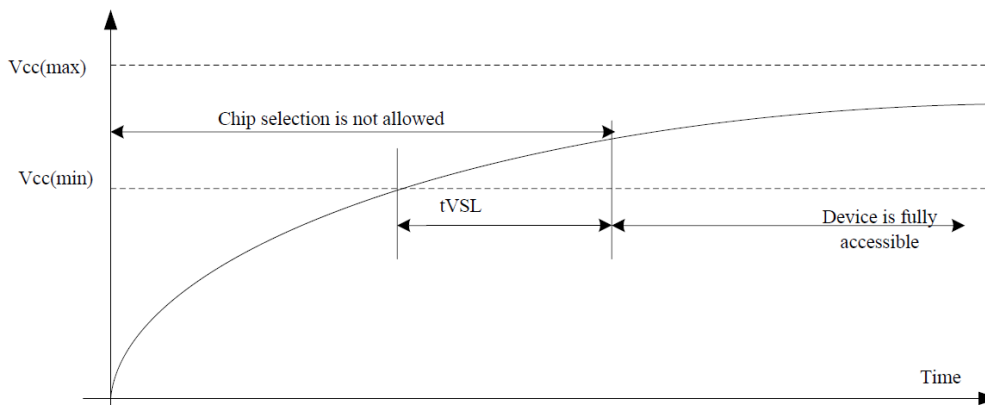 Vcc(max)
Chip selection is not allowed
Vcc(min)
tVSL
Device is fully
accessible
Time